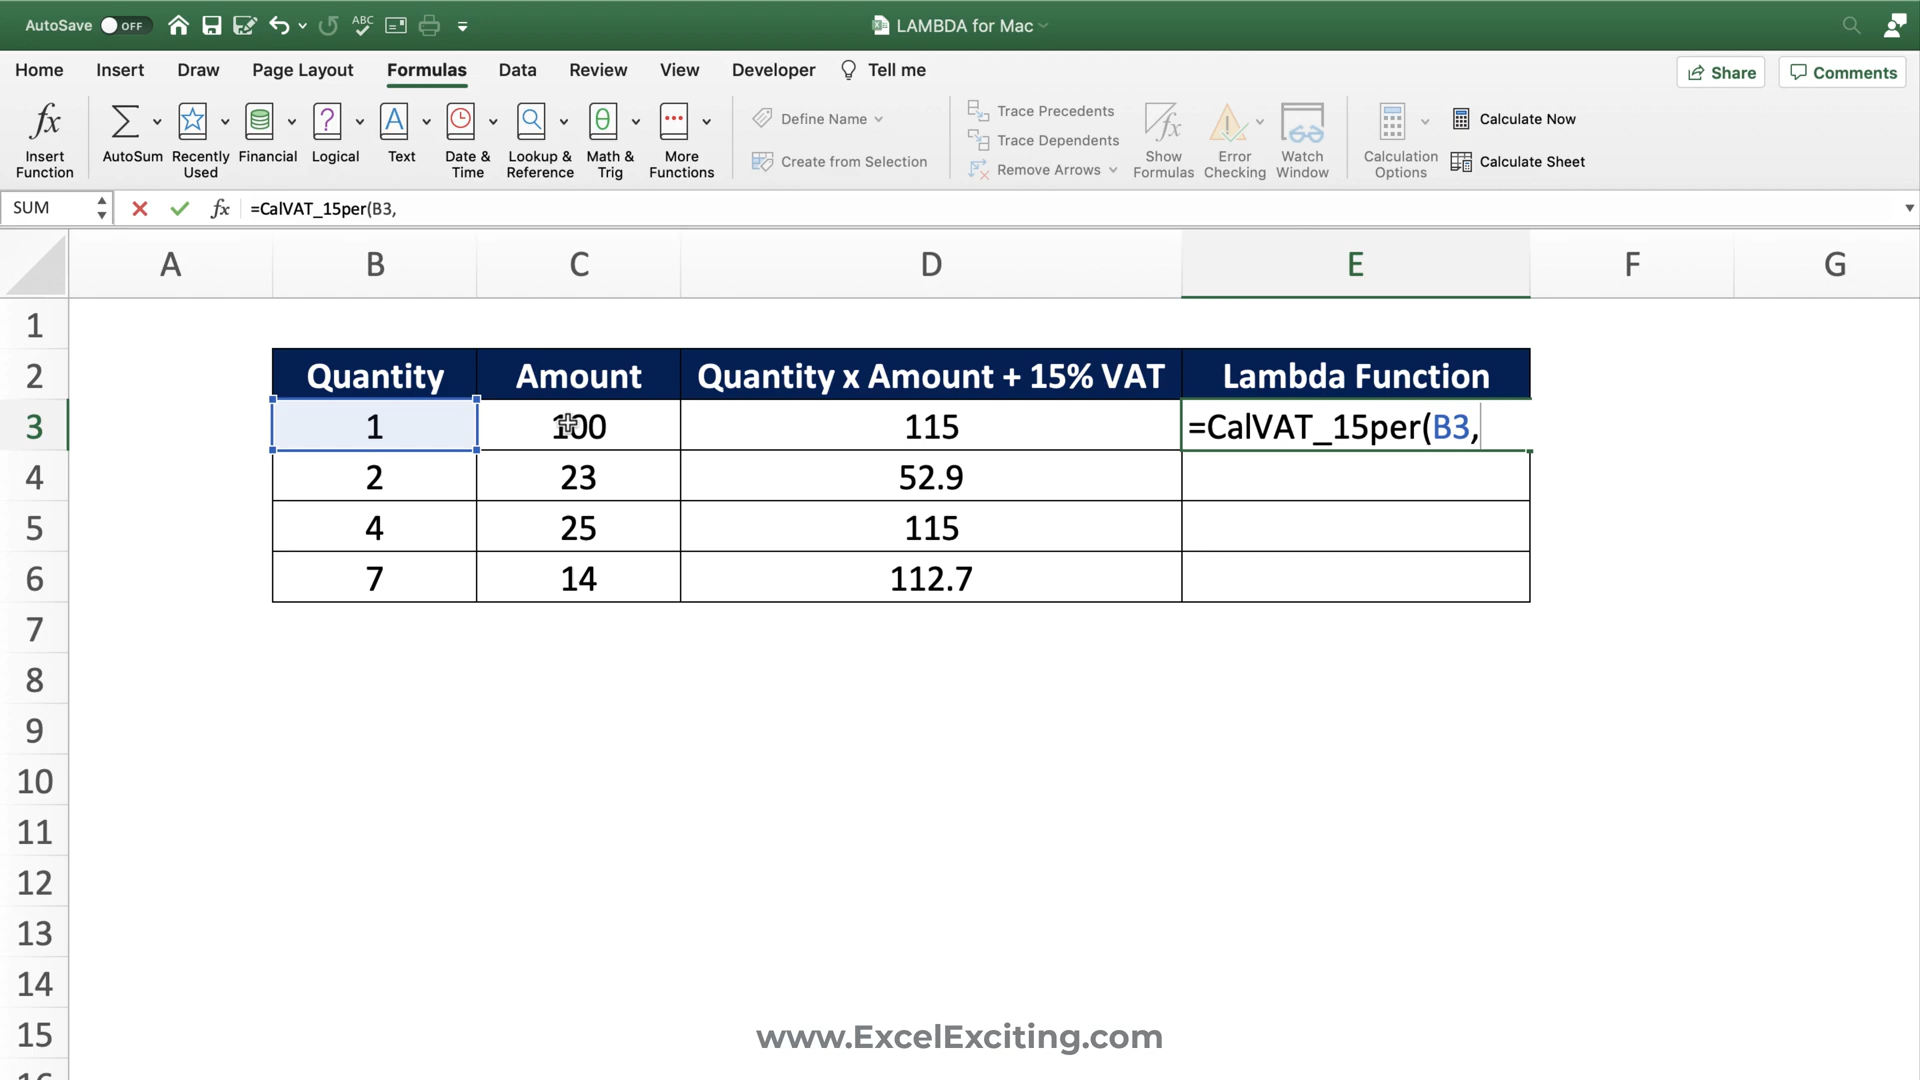 AutoSave OFF ABC LAMBDA for Mac
Home Insert Draw Page Layout Formulas Data Review View Developer Tell me Share Comments
Insert Function
AutoSum
Recently Used
Financial
Logical
Text
Date & Time
Lookup & Reference
Math & Trig
More Functions
Define Name
Create from Selection
Trace Precedents
Trace Dependents
Remove Arrows
Show Formulas
Error Checking
Watch Window
Calculation Options
Calculate Now
Calculate Sheet
SUM fx =CalVAT_15per(B3,
A B C D E F G
1
2 Quantity Amount Quantity x Amount + 15% VAT Lambda Function
3 1 100 115 =CalVAT_15per(B3,
4 2 23 52.9
5 4 25 115
6 7 14 112.7
7
8
9
10
11
12
13
14
15
16
www.ExcelExciting.com